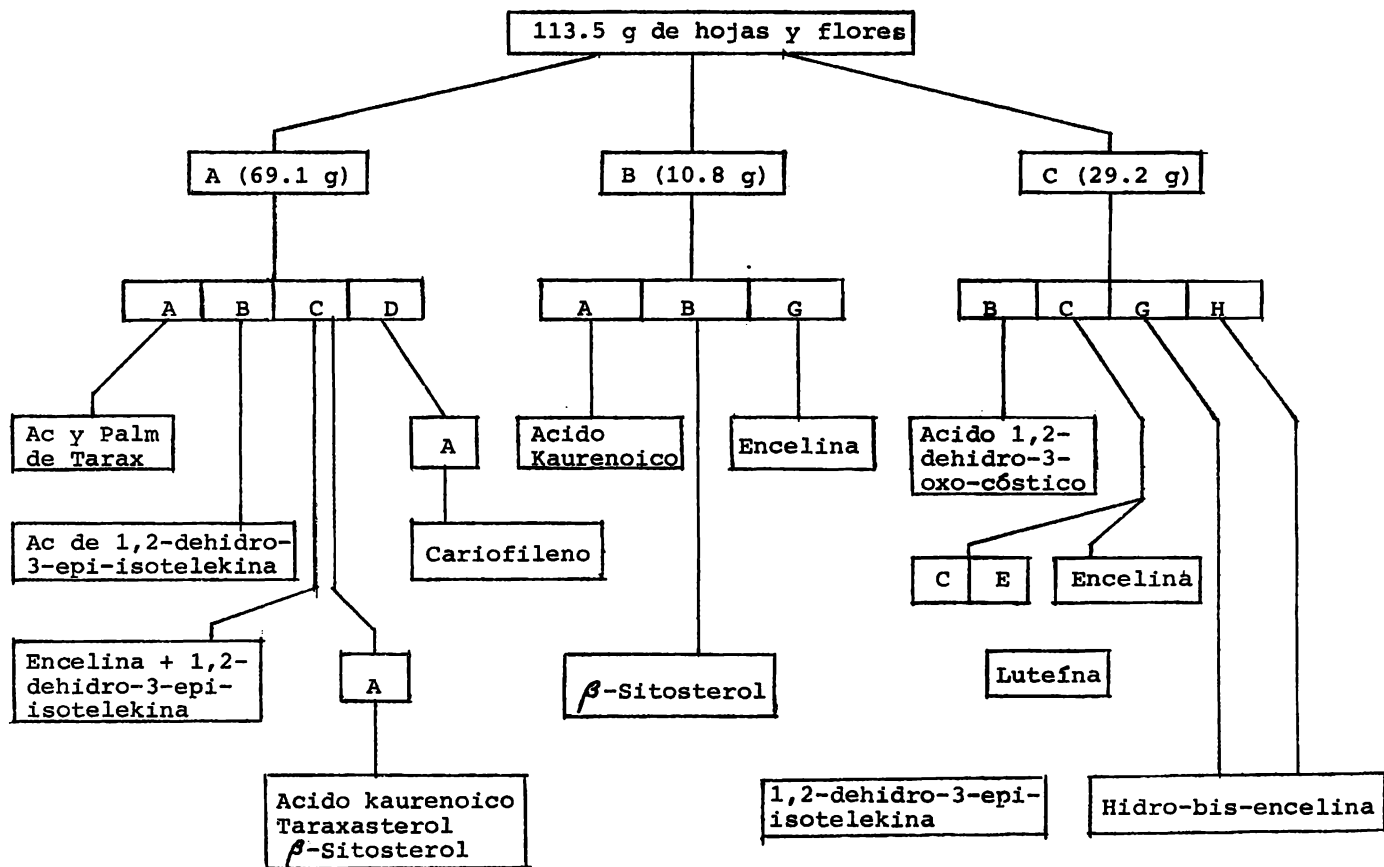 113.5 g de hojas y flores
A (69.1 g)
B (10.8 g)
C (29.2 g)
A B C D
A B G
B C G H
Ac y Palm
de Tarax
A
Acido
Kaurenoico
Encelina
Acido 1,2-
dehidro-3-
oxo-cóstico
Ac de 1,2-dehidro-
3-epi-isotelekina
Cariofileno
C E
Encelina
Encelina + 1,2-
dehidro-3-epi-
isotelekina
A
β-Sitosterol
Luteína
Acido kaurenoico
Taraxasterol
β-Sitosterol
1,2-dehidro-3-epi-
isotelekina
Hidro-bis-encelina